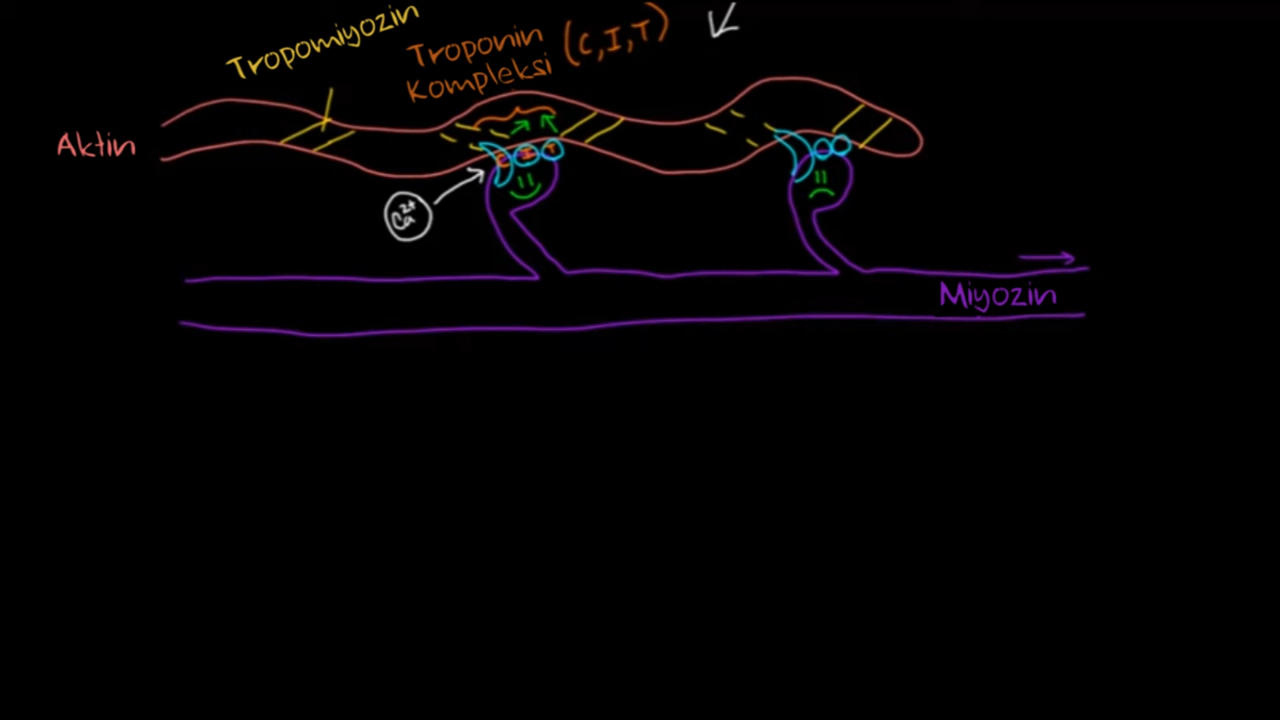 Tropomiyozin
Troponin
Kompleksi (C,I,T)
Aktin
C I T
Ca2+
Miyozin